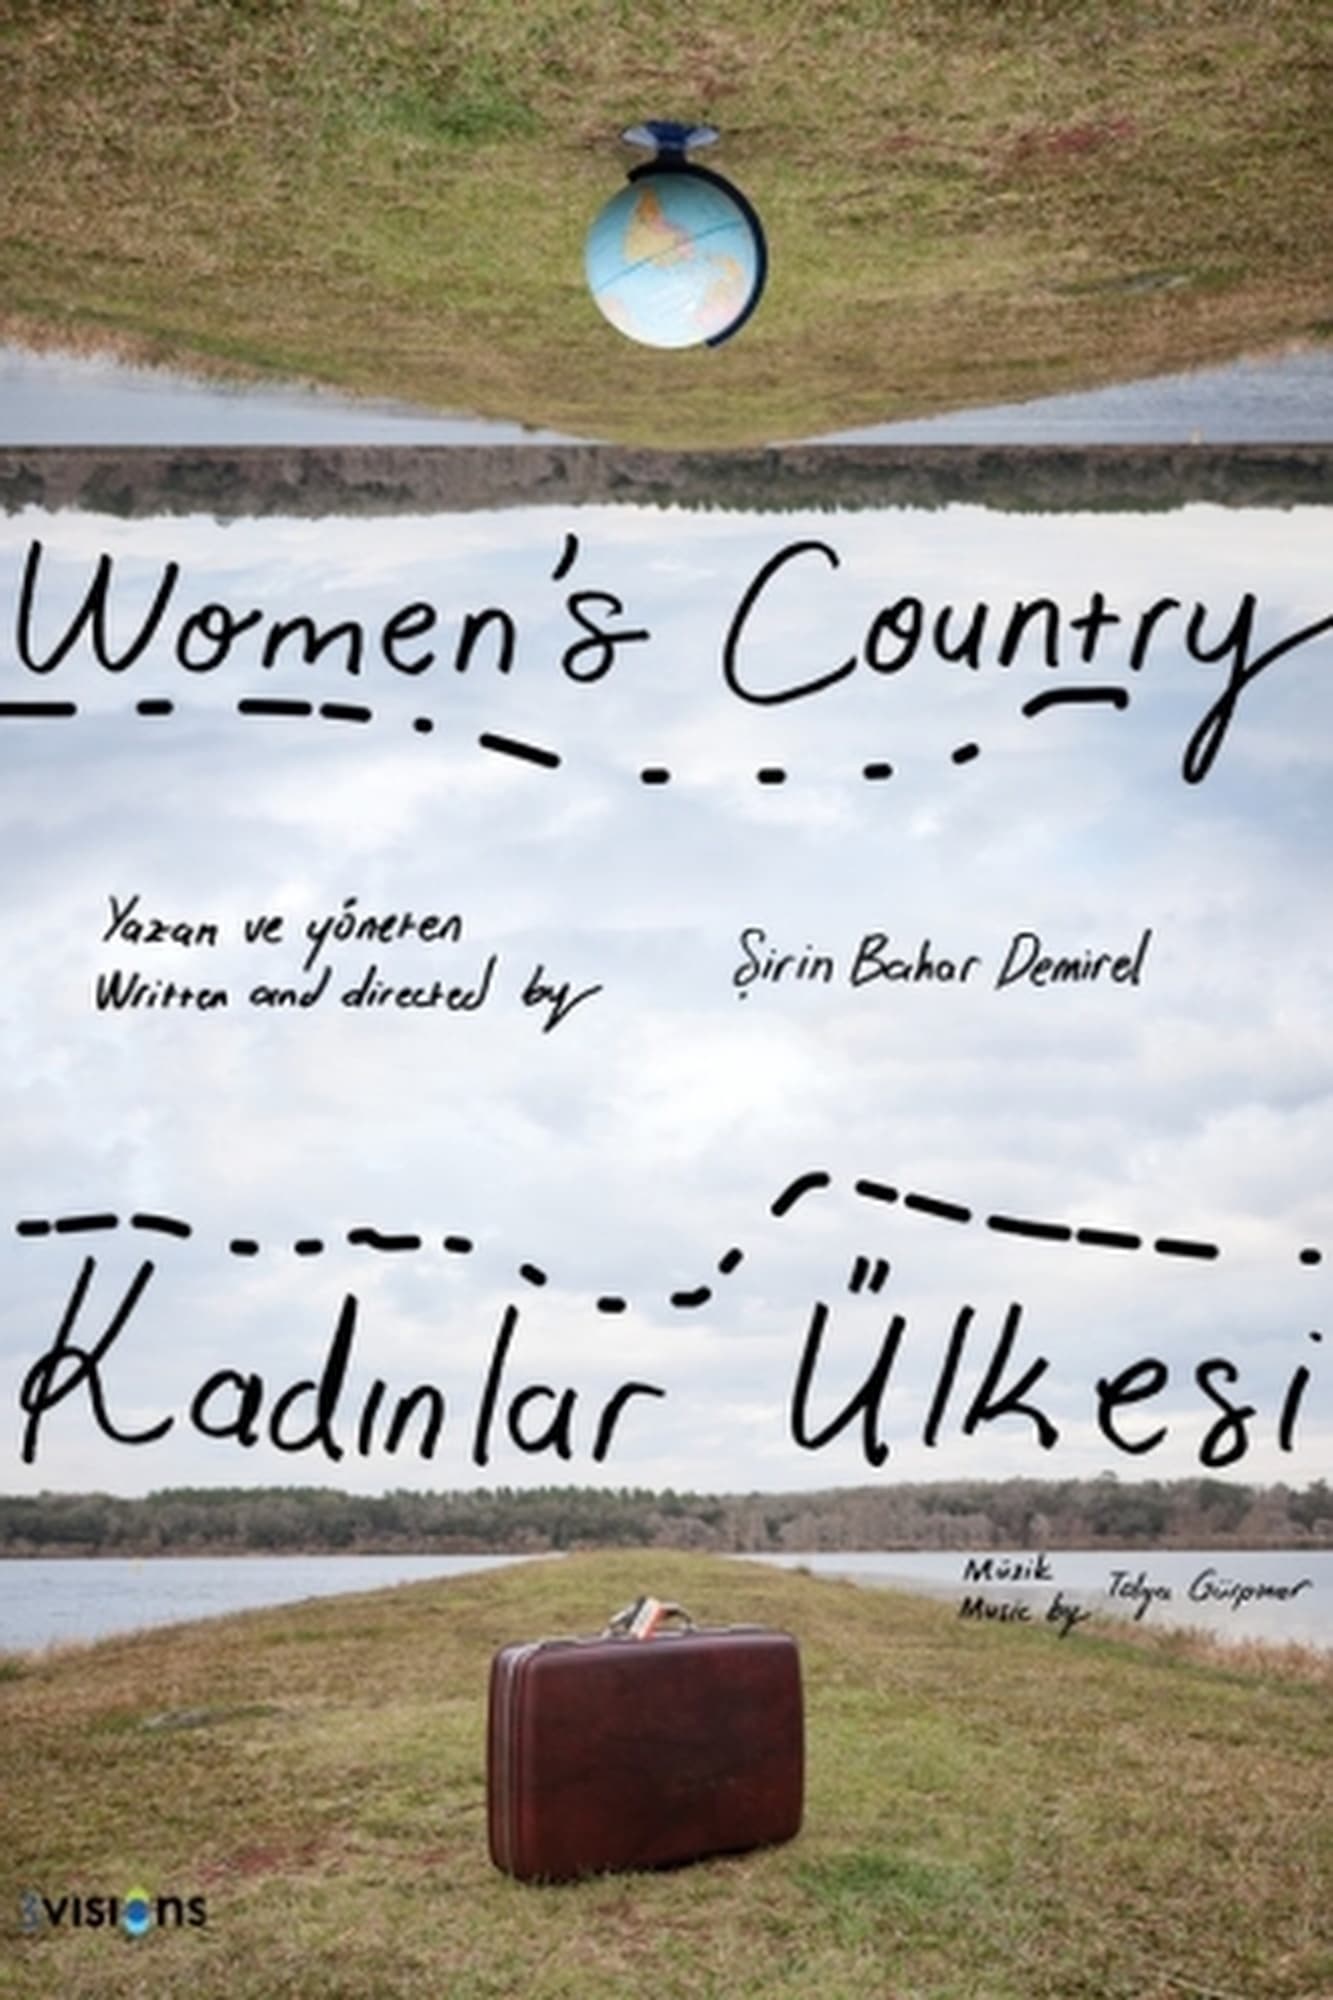 Women's Country
Yazan ve yöneten
Written and directed by
Şirin Bahar Demirel
Kadınlar Ülkesi
Müzik
Music by
Talya Gürpınar
3visions